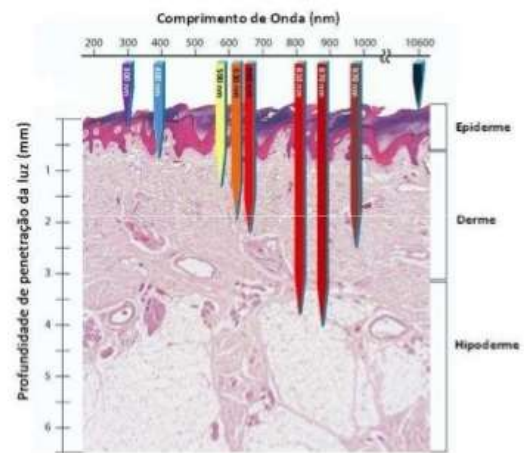 Comprimento de Onda (nm)
200 300 400 500 600 700 800 900 1000 10600
Profundidade de penetração da luz (mm)
1
2
3
4
5
6
Epiderme
Derme
Hipoderme